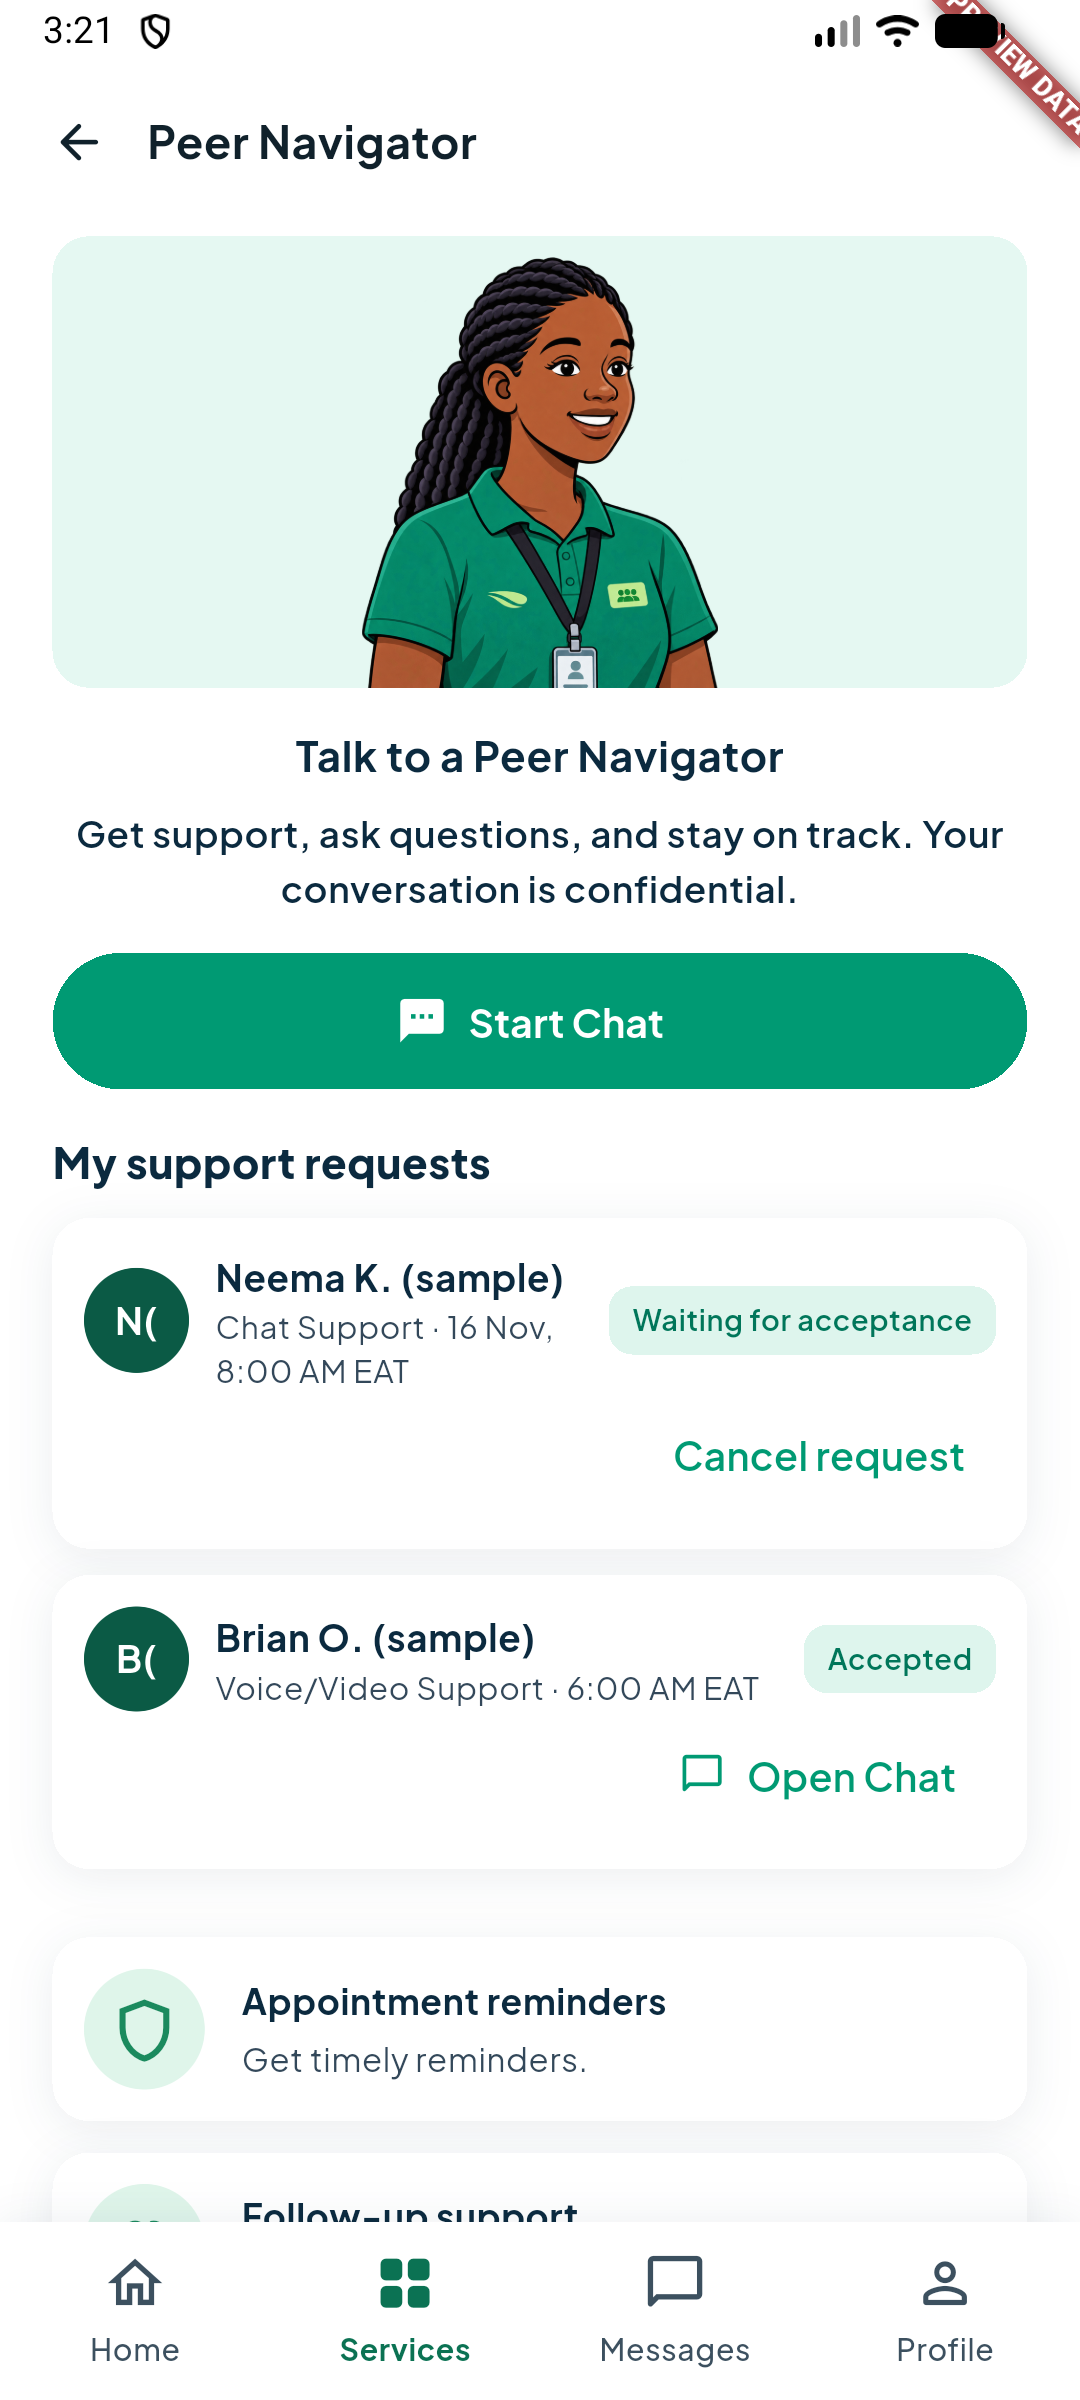 3:21
PREVIEW DATA
Peer Navigator
Talk to a Peer Navigator
Get support, ask questions, and stay on track. Your
conversation is confidential.
Start Chat
My support requests
N(
Neema K. (sample)
Chat Support · 16 Nov,
8:00 AM EAT
Waiting for acceptance
Cancel request
B(
Brian O. (sample)
Voice/Video Support · 6:00 AM EAT
Accepted
Open Chat
Appointment reminders
Get timely reminders.
Follow-up support
Home
Services
Messages
Profile